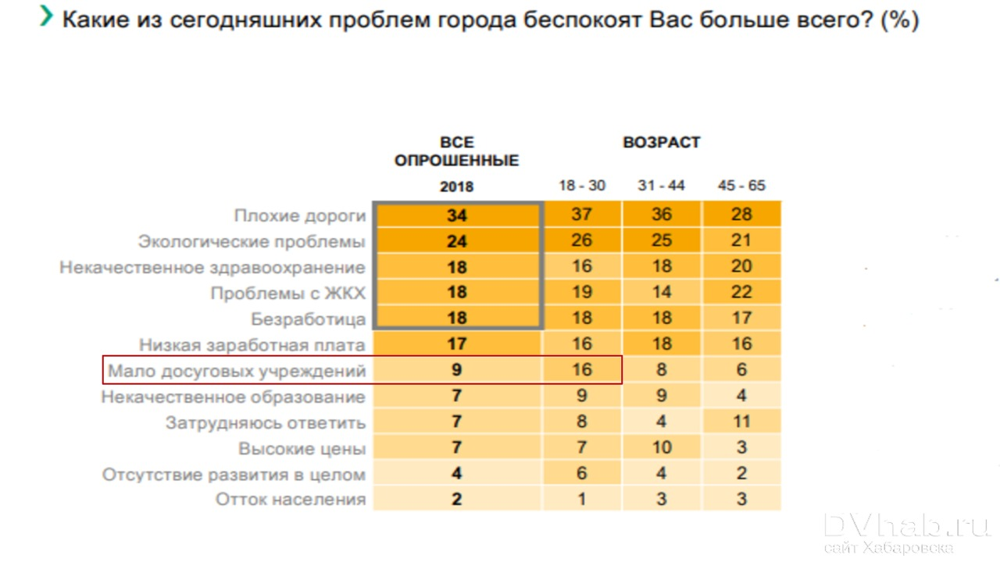 Какие из сегодняшних проблем города беспокоят Вас больше всего? (%)
ВСЕ ОПРОШЕННЫЕ ВОЗРАСТ
2018 18 - 30 31 - 44 45 - 65
Плохие дороги 34 37 36 28
Экологические проблемы 24 26 25 21
Некачественное здравоохранение 18 16 18 20
Проблемы с ЖКХ 18 19 14 22
Безработица 18 18 18 17
Низкая заработная плата 17 16 18 16
Мало досуговых учреждений 9 16 8 6
Некачественное образование 7 9 9 4
Затрудняюсь ответить 7 8 4 11
Высокие цены 7 7 10 3
Отсутствие развития в целом 4 6 4 2
Отток населения 2 1 3 3
DVhab.ru
сайт Хабаровска